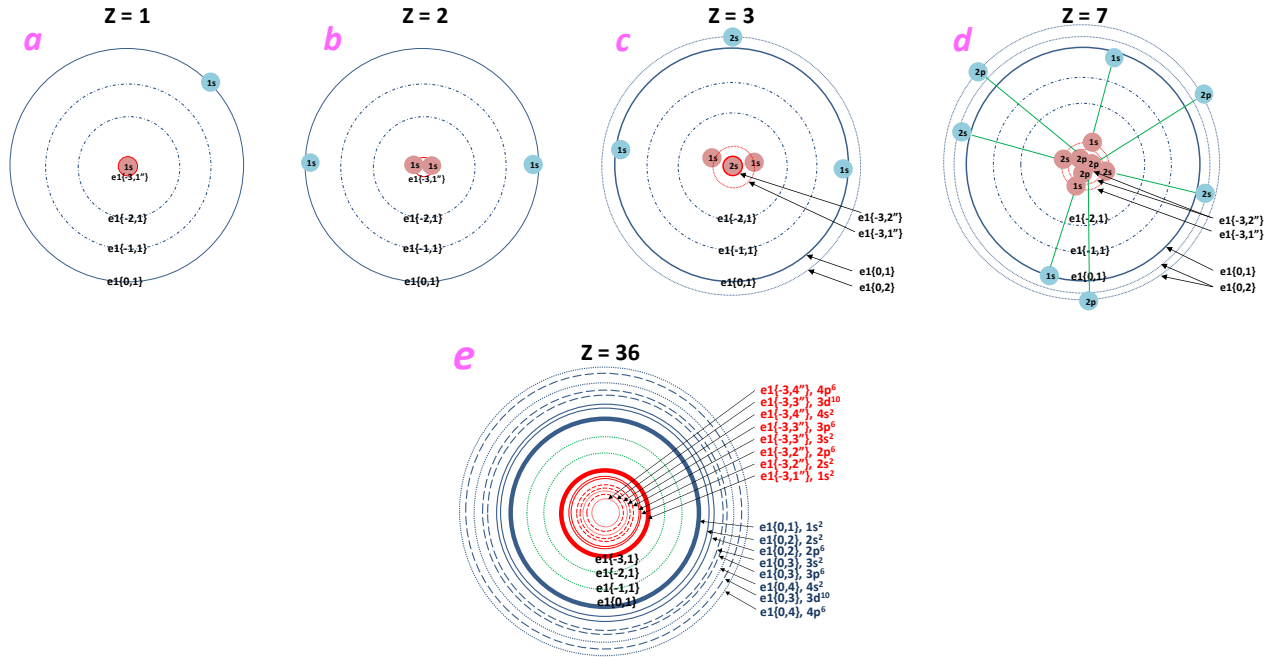 Z = 1
Z = 2
Z = 3
Z = 7
a
b
c
d
1s
1s
e1{-3,1”}
e1{-2,1}
e1{-1,1}
e1{0,1}
1s
1s
1s
1s
e1{-3,1”}
e1{-2,1}
e1{-1,1}
e1{0,1}
2s
1s
1s
1s
2s
1s
e1{-2,1}
e1{-1,1}
e1{0,1}
e1{-3,2”}
e1{-3,1”}
e1{0,1}
e1{0,2}
2p
1s
2p
2s
1s
2s
2p
2p
2p
2s
1s
2s
1s
2p
e1{-2,1}
e1{-1,1}
e1{0,1}
e1{-3,2”}
e1{-3,1”}
e1{0,1}
e1{0,2}
e
Z = 36
e1{-3,4”}, 4p⁶
e1{-3,3”}, 3d¹⁰
e1{-3,4”}, 4s²
e1{-3,3”}, 3p⁶
e1{-3,3”}, 3s²
e1{-3,2”}, 2p⁶
e1{-3,2”}, 2s²
e1{-3,1”}, 1s²
e1{0,1}, 1s²
e1{0,2}, 2s²
e1{0,2}, 2p⁶
e1{0,3}, 3s²
e1{0,3}, 3p⁶
e1{0,4}, 4s²
e1{0,3}, 3d¹⁰
e1{0,4}, 4p�6
e1{-3,1}
e1{-2,1}
e1{-1,1}
e1{0,1}